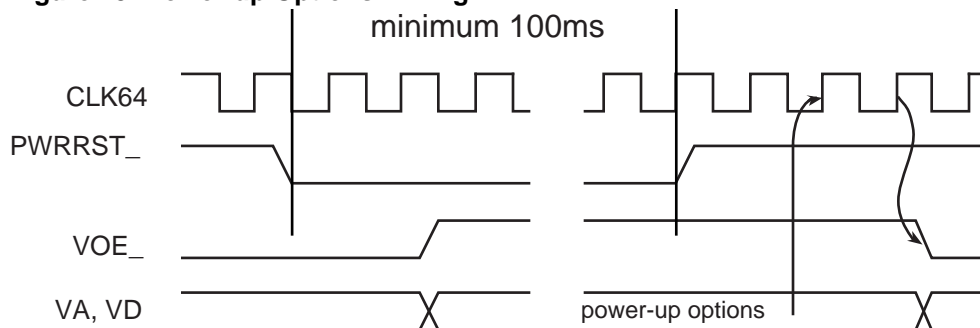 minimum 100ms
CLK64
PWRRST_
VOE_
VA, VD
power-up options